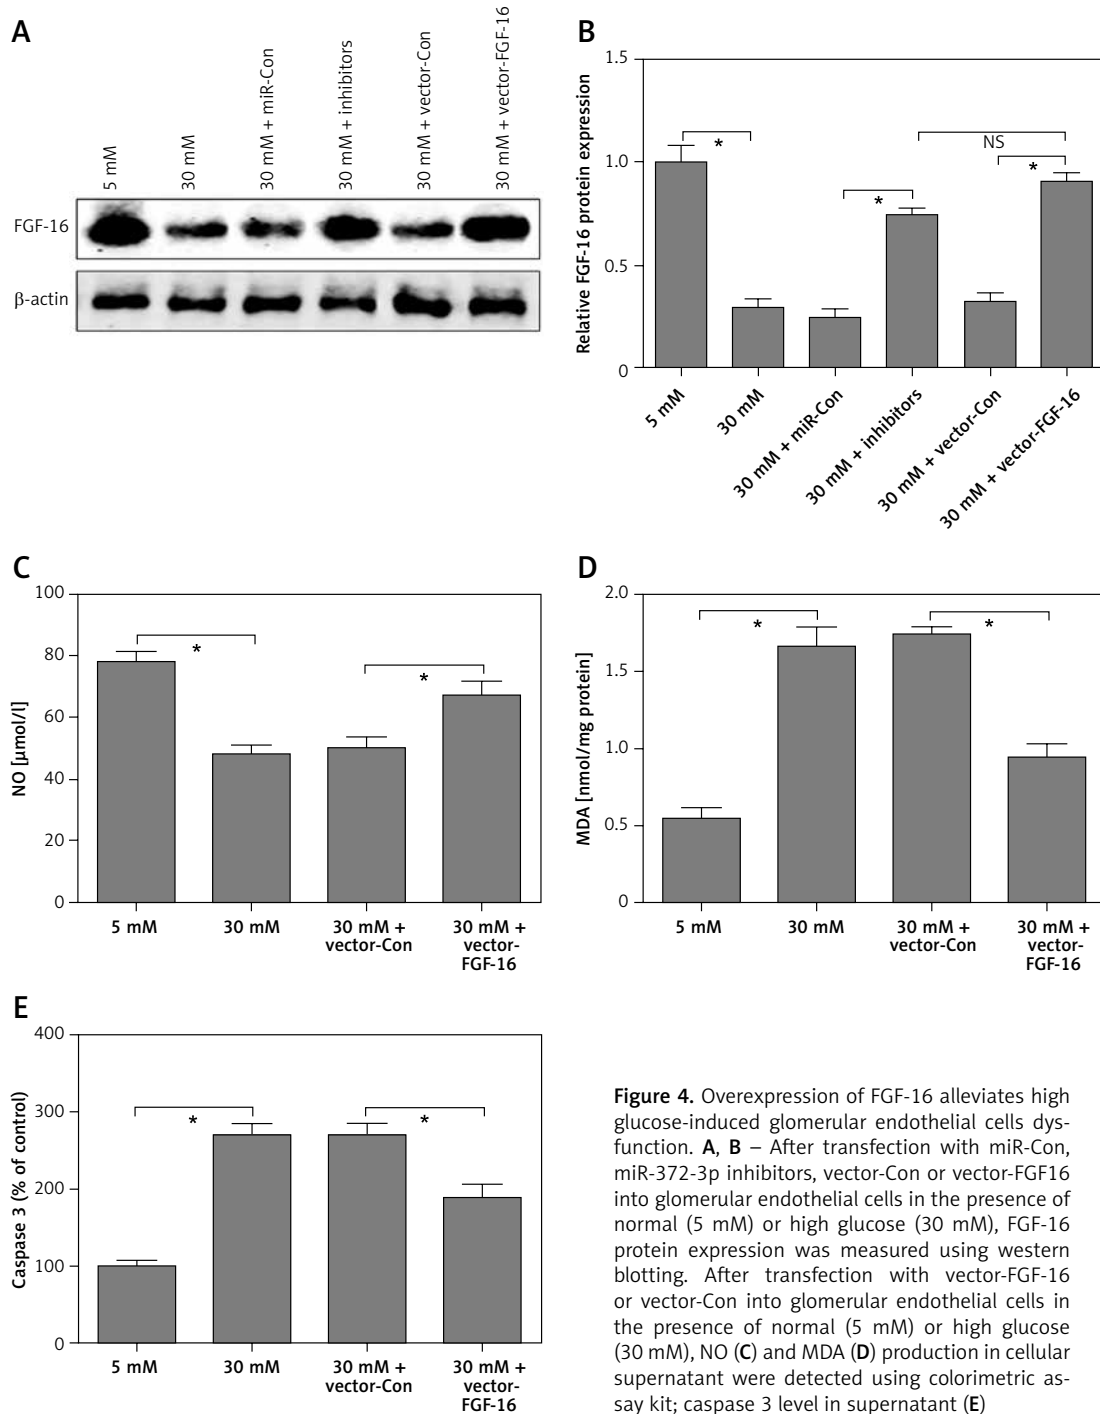 A
5 mM
30 mM
30 mM + miR-Con
30 mM + inhibitors
30 mM + vector-Con
30 mM + vector-FGF-16
FGF-16
β-actin
B
Relative FGF-16 protein expression
1.5
1.0
0.5
0
*
*
NS
*
5 mM
30 mM
30 mM + miR-Con
30 mM + inhibitors
30 mM + vector-Con
30 mM + vector-FGF-16
C
NO [µmol/l]
100
80
60
40
20
0
*
*
5 mM
30 mM
30 mM +
vector-Con
30 mM +
vector-
FGF-16
D
MDA [nmol/mg protein]
2.0
1.5
1.0
0.5
0
*
*
5 mM
30 mM
30 mM +
vector-Con
30 mM +
vector-
FGF-16
E
Caspase 3 (% of control)
400
300
200
100
0
*
*
5 mM
30 mM
30 mM +
vector-Con
30 mM +
vector-
FGF-16
Figure 4. Overexpression of FGF-16 alleviates high
glucose-induced glomerular endothelial cells dys-
function. A, B – After transfection with miR-Con,
miR-372-3p inhibitors, vector-Con or vector-FGF16
into glomerular endothelial cells in the presence of
normal (5 mM) or high glucose (30 mM), FGF-16
protein expression was measured using western
blotting. After transfection with vector-FGF-16
or vector-Con into glomerular endothelial cells in
the presence of normal (5 mM) or high glucose
(30 mM), NO (C) and MDA (D) production in cellular
supernatant were detected using colorimetric as-
say kit; caspase 3 level in supernatant (E)